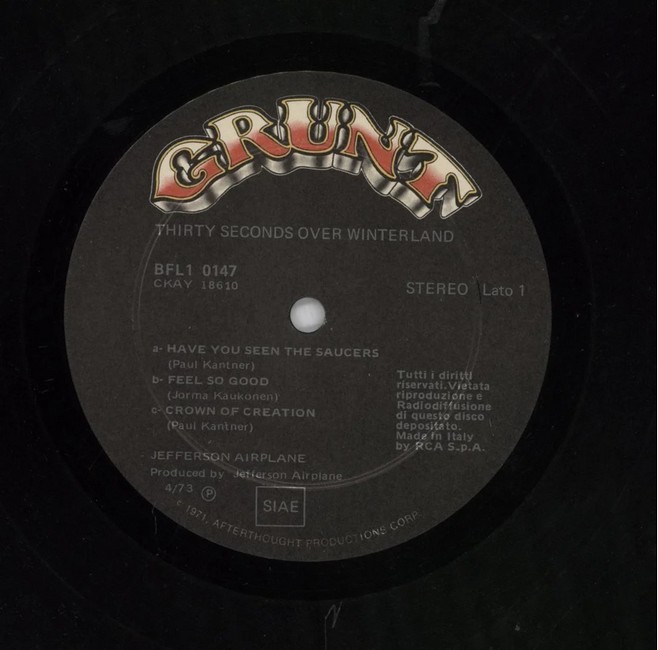 GRUNT
THIRTY SECONDS OVER WINTERLAND
BFL1 0147
CKAY 18610
STEREO Lato 1
a- HAVE YOU SEEN THE SAUCERS
(Paul Kantner)
b- FEEL SO GOOD
(Jorma Kaukonen)
c- CROWN OF CREATION
(Paul Kantner)
Tutti i diritti
riservati. Vietata
riproduzione e
Radiodiffusione
di questo disco
depositato.
Made in Italy
by RCA S.p.A.
JEFFERSON AIRPLANE
Produced by Jefferson Airplane
4/73 Ⓟ
SIAE
1971, AFTERTHOUGHT PRODUCTIONS CORP.